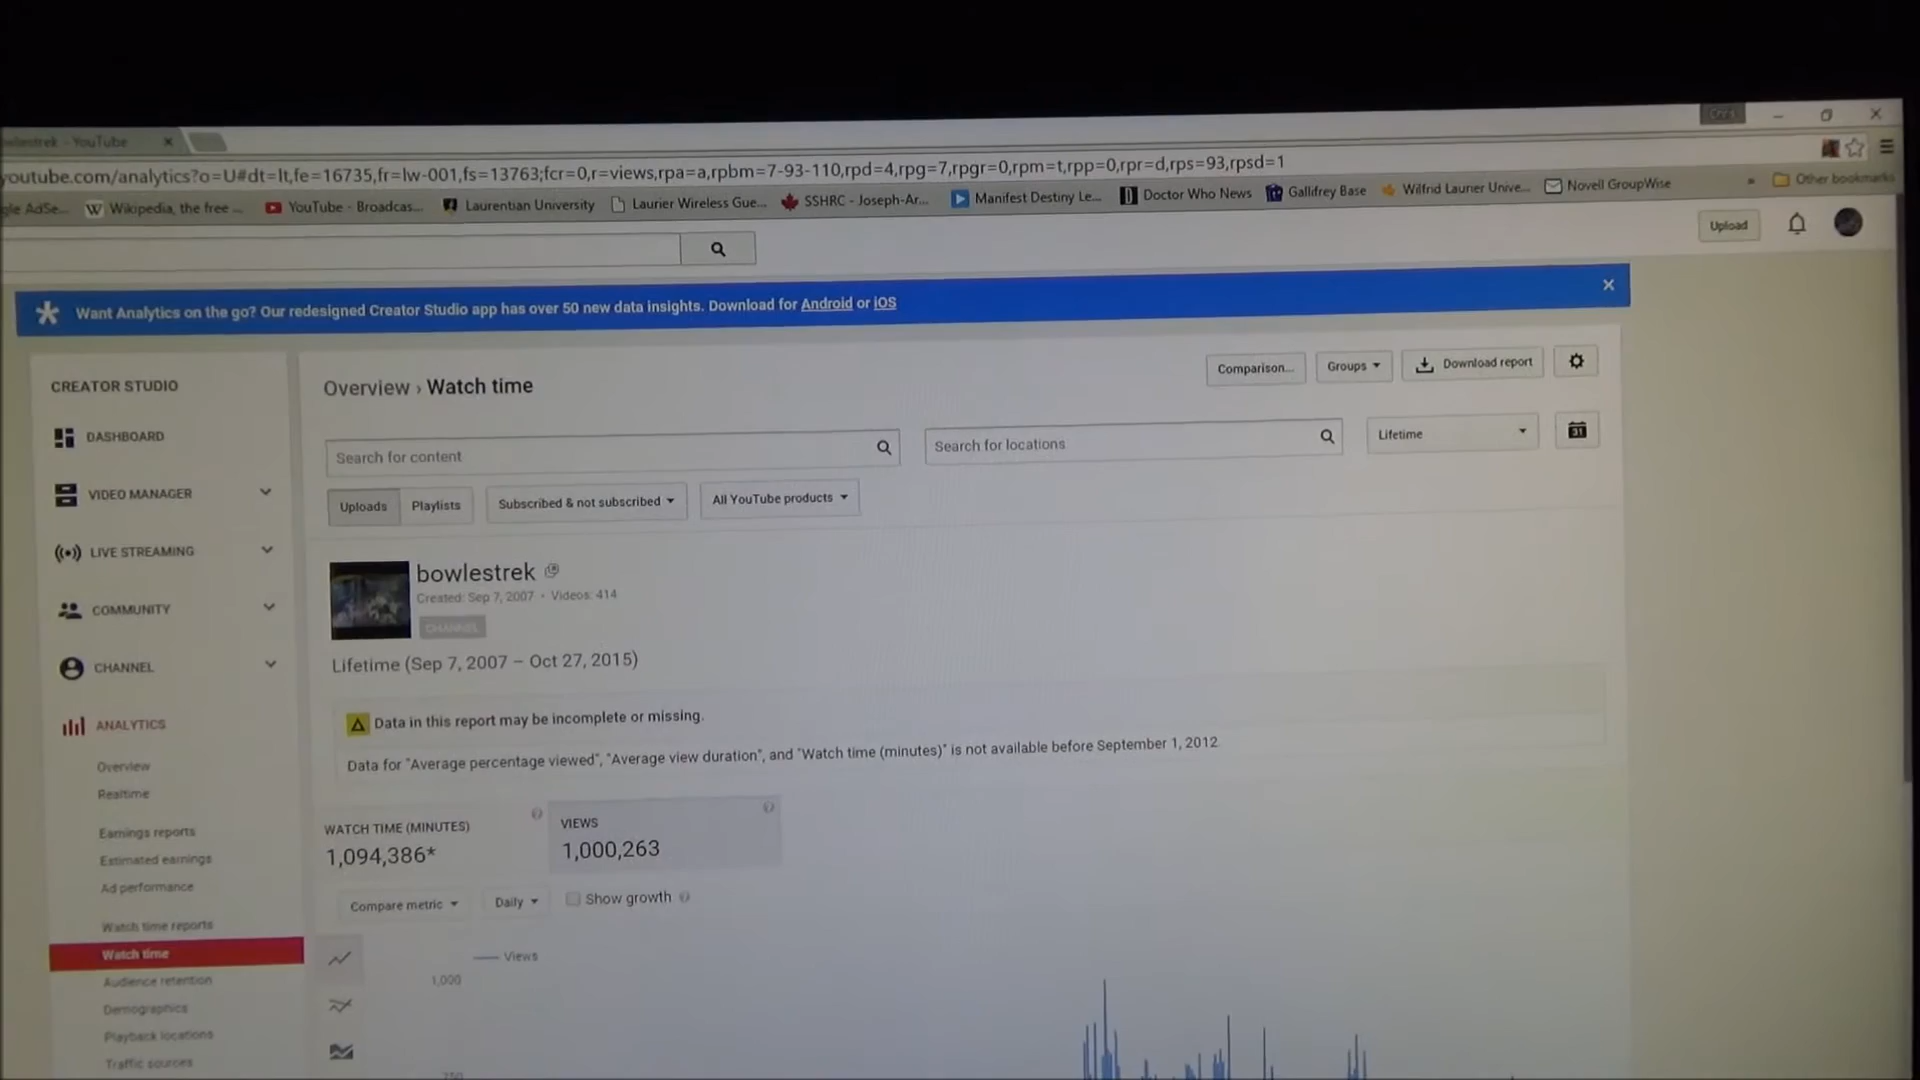 Chris
YouTube
youtube.com/analytics?o=U#dt=lt,fe=16735,fr=lw-001,fs=13763;fcr=0,r=views,rpa=a,rpbm=7-93-110,rpd=4,rpg=7,rpgr=0,rpm=t,rpp=0,rpr=d,rps=93,rpsd=1
gle AdSe... Wikipedia, the free ... YouTube - Broadcas... Laurentian University Laurier Wireless Gue... SSHRC - Joseph-Ar... Manifest Destiny Le... Doctor Who News Gallifrey Base Wilfrid Laurier Unive... Novell GroupWise » Other bookmarks
Upload
Want Analytics on the go? Our redesigned Creator Studio app has over 50 new data insights. Download for Android or iOS
CREATOR STUDIO
DASHBOARD
VIDEO MANAGER
LIVE STREAMING
COMMUNITY
CHANNEL
ANALYTICS
Overview
Realtime
Earnings reports
Estimated earnings
Ad performance
Watch time reports
Watch time
Audience retention
Demographics
Playback locations
Traffic sources
Overview › Watch time
Comparison... Groups Download report
Search for content Search for locations Lifetime 31
Uploads Playlists Subscribed & not subscribed All YouTube products
bowlestrek
Created: Sep 7, 2007 • Videos: 414
CHANNEL
Lifetime (Sep 7, 2007 – Oct 27, 2015)
Data in this report may be incomplete or missing.
Data for "Average percentage viewed", "Average view duration", and "Watch time (minutes)" is not available before September 1, 2012
WATCH TIME (MINUTES) VIEWS
1,094,386* 1,000,263
Compare metric Daily Show growth
Views
1,000
750